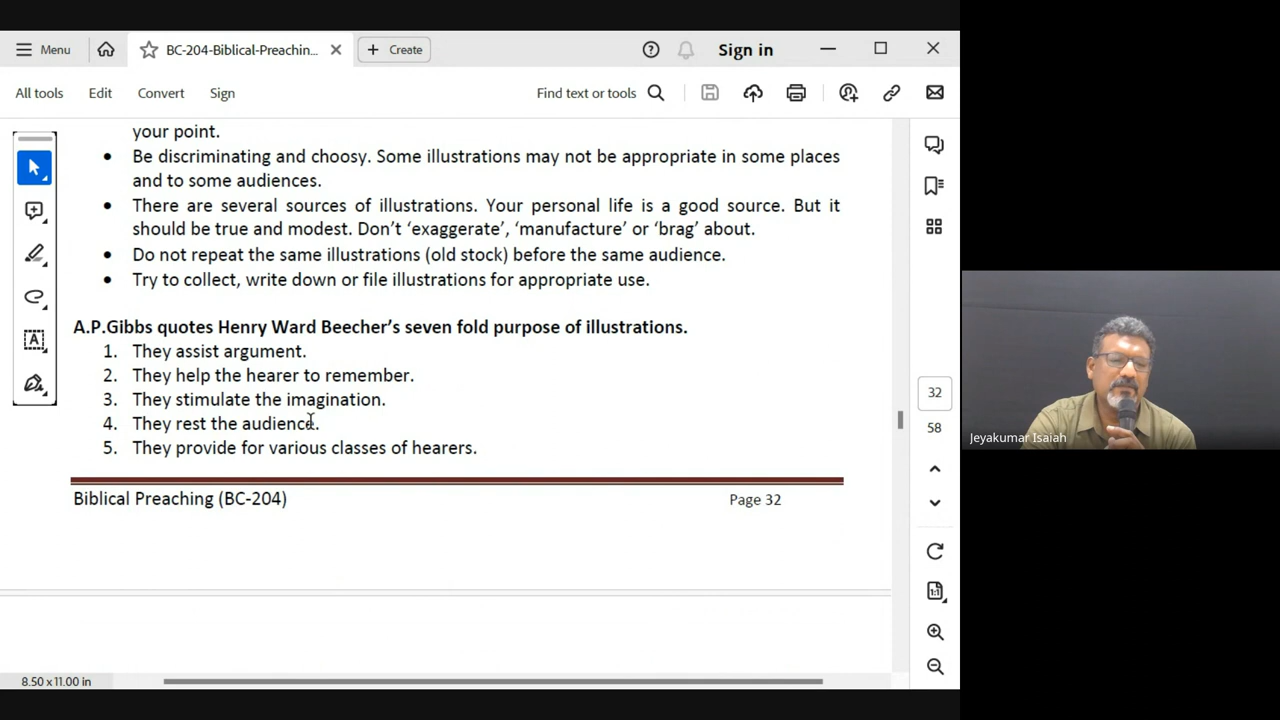 Menu
BC-204-Biblical-Preachin...
Create
Sign in
All tools
Edit
Convert
Sign
Find text or tools
your point.
• Be discriminating and choosy. Some illustrations may not be appropriate in some places
and to some audiences.
• There are several sources of illustrations. Your personal life is a good source. But it
should be true and modest. Don't 'exaggerate', 'manufacture' or 'brag' about.
• Do not repeat the same illustrations (old stock) before the same audience.
• Try to collect, write down or file illustrations for appropriate use.
A.P.Gibbs quotes Henry Ward Beecher's seven fold purpose of illustrations.
1. They assist argument.
2. They help the hearer to remember.
3. They stimulate the imagination.
4. They rest the audience.
5. They provide for various classes of hearers.
Biblical Preaching (BC-204)
Page 32
32
58
8.50 x 11.00 in
Jeyakumar Isaiah